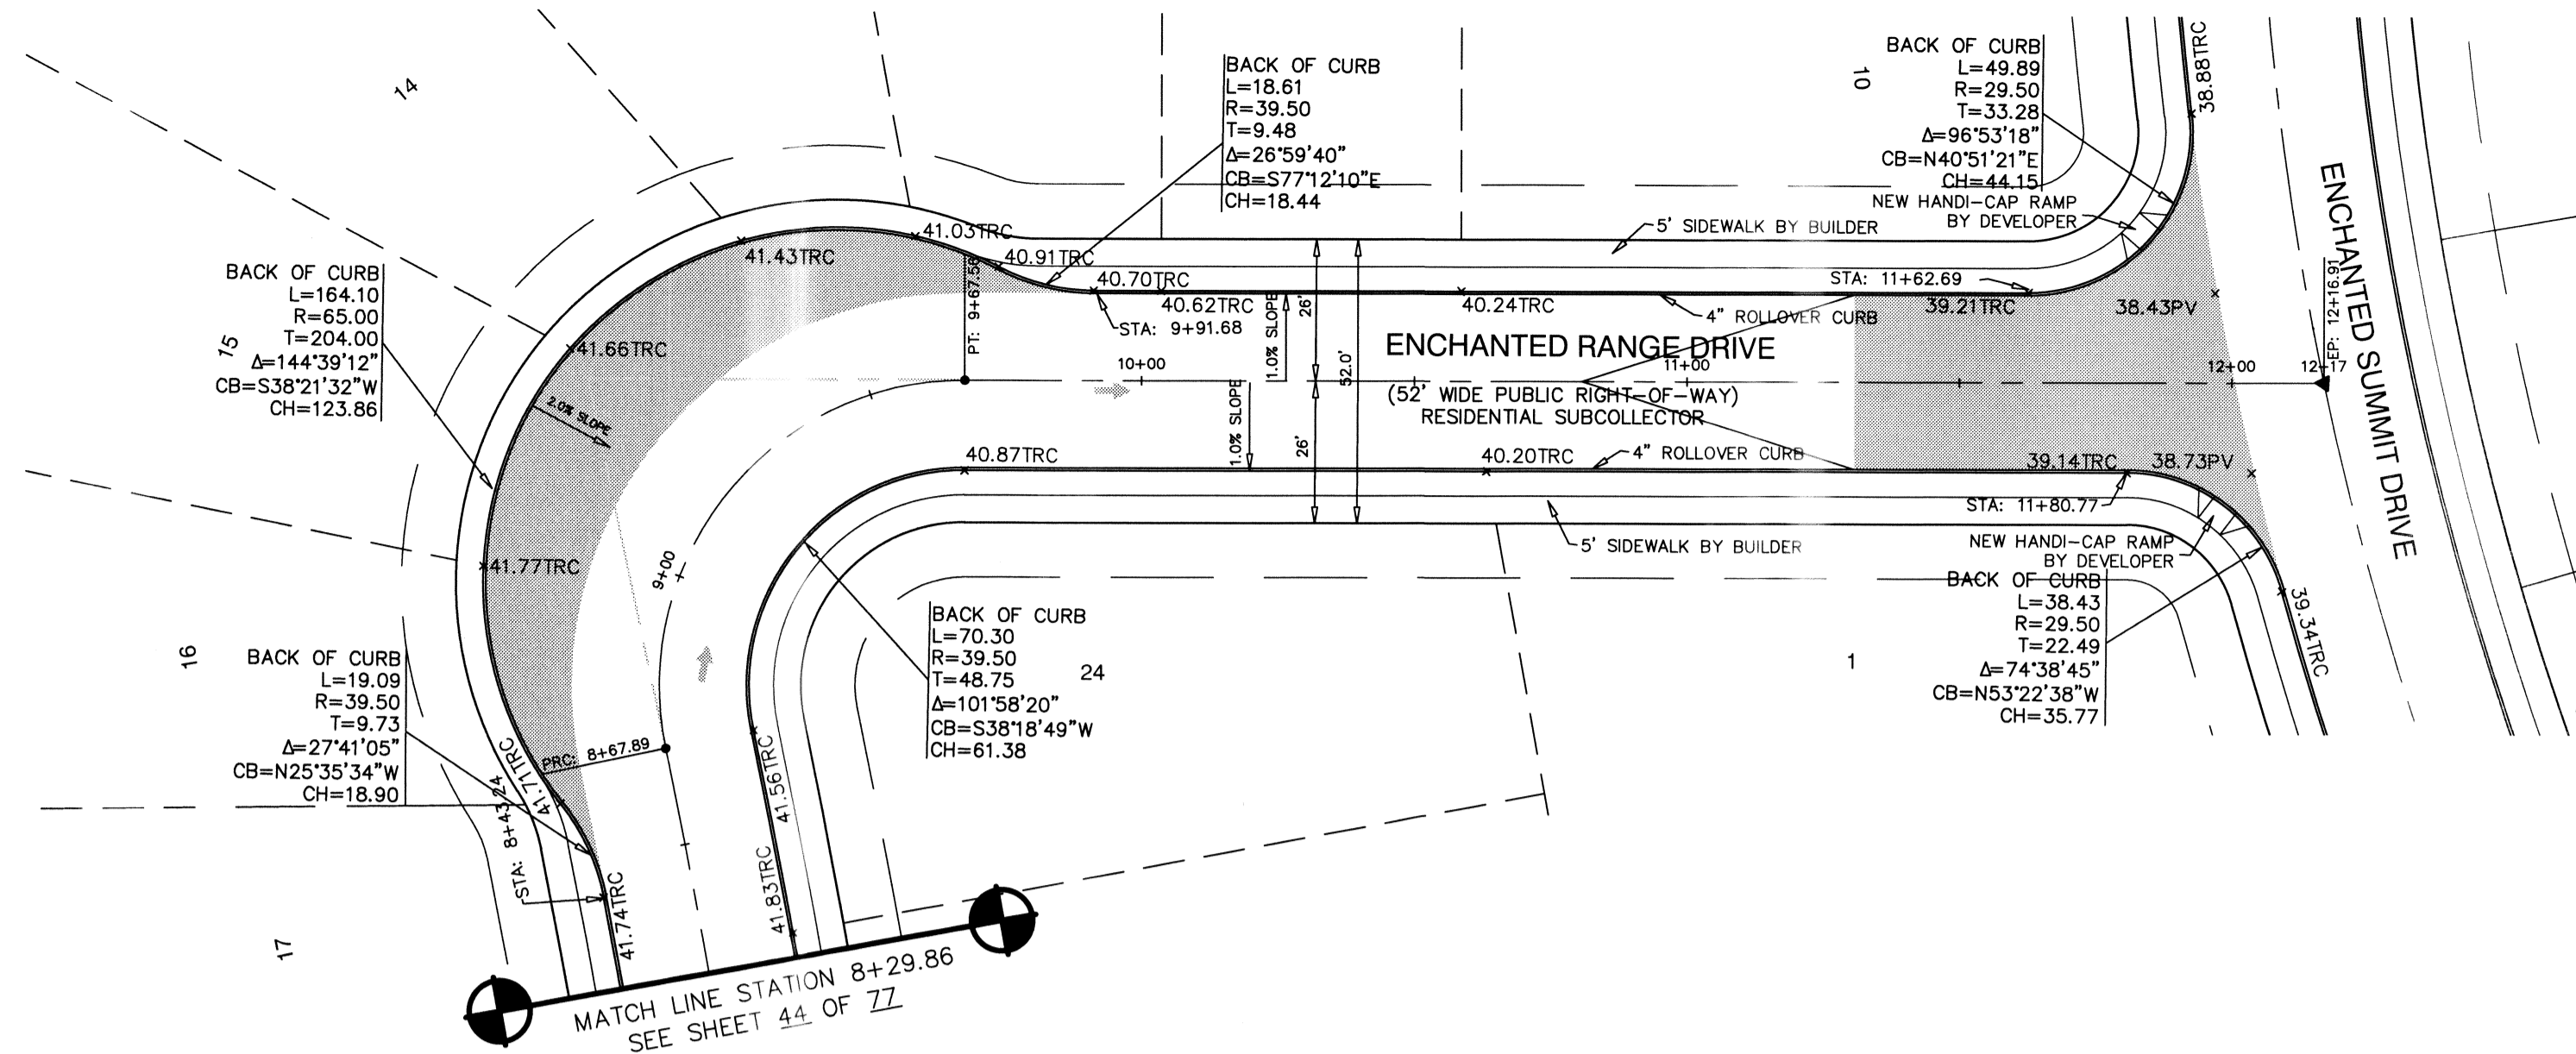 14
15
16
17
10
24
1
BACK OF CURB
L=18.61
R=39.50
T=9.48
Δ=26°59'40"
CB=S77°12'10"E
CH=18.44
BACK OF CURB
L=49.89
R=29.50
T=33.28
Δ=96°53'18"
CB=N40°51'21"E
CH=44.15
NEW HANDI-CAP RAMP
BY DEVELOPER
38.88TRC
BACK OF CURB
L=164.10
R=65.00
T=204.00
Δ=144°39'12"
CB=S38°21'32"W
CH=123.86
41.43TRC
41.03TRC
40.91TRC
40.70TRC
40.62TRC
40.24TRC
41.66TRC
41.77TRC
2.0% SLOPE
PT: 9+67.56
STA: 9+91.68
1.0% SLOPE
1.0% SLOPE
26'
26'
52.0'
5' SIDEWALK BY BUILDER
4" ROLLOVER CURB
STA: 11+62.69
39.21TRC
38.43PV
ENCHANTED RANGE DRIVE
(52' WIDE PUBLIC RIGHT-OF-WAY)
RESIDENTIAL SUBCOLLECTOR
9+00
10+00
11+00
12+00
12+17
EP: 12+16.91
ENCHANTED SUMMIT DRIVE
40.87TRC
40.20TRC
4" ROLLOVER CURB
39.14TRC
38.73PV
STA: 11+80.77
5' SIDEWALK BY BUILDER
NEW HANDI-CAP RAMP
BY DEVELOPER
BACK OF CURB
L=38.43
R=29.50
T=22.49
Δ=74°38'45"
CB=N53°22'38"W
CH=35.77
39.34TRC
BACK OF CURB
L=70.30
R=39.50
T=48.75
Δ=101°58'20"
CB=S38°18'49"W
CH=61.38
BACK OF CURB
L=19.09
R=39.50
T=9.73
Δ=27°41'05"
CB=N25°35'34"W
CH=18.90
PRC: 8+67.89
41.71TRC
STA: 8+43.24
41.74TRC
41.56TRC
41.83TRC
MATCH LINE STATION 8+29.86
SEE SHEET 44 OF 77